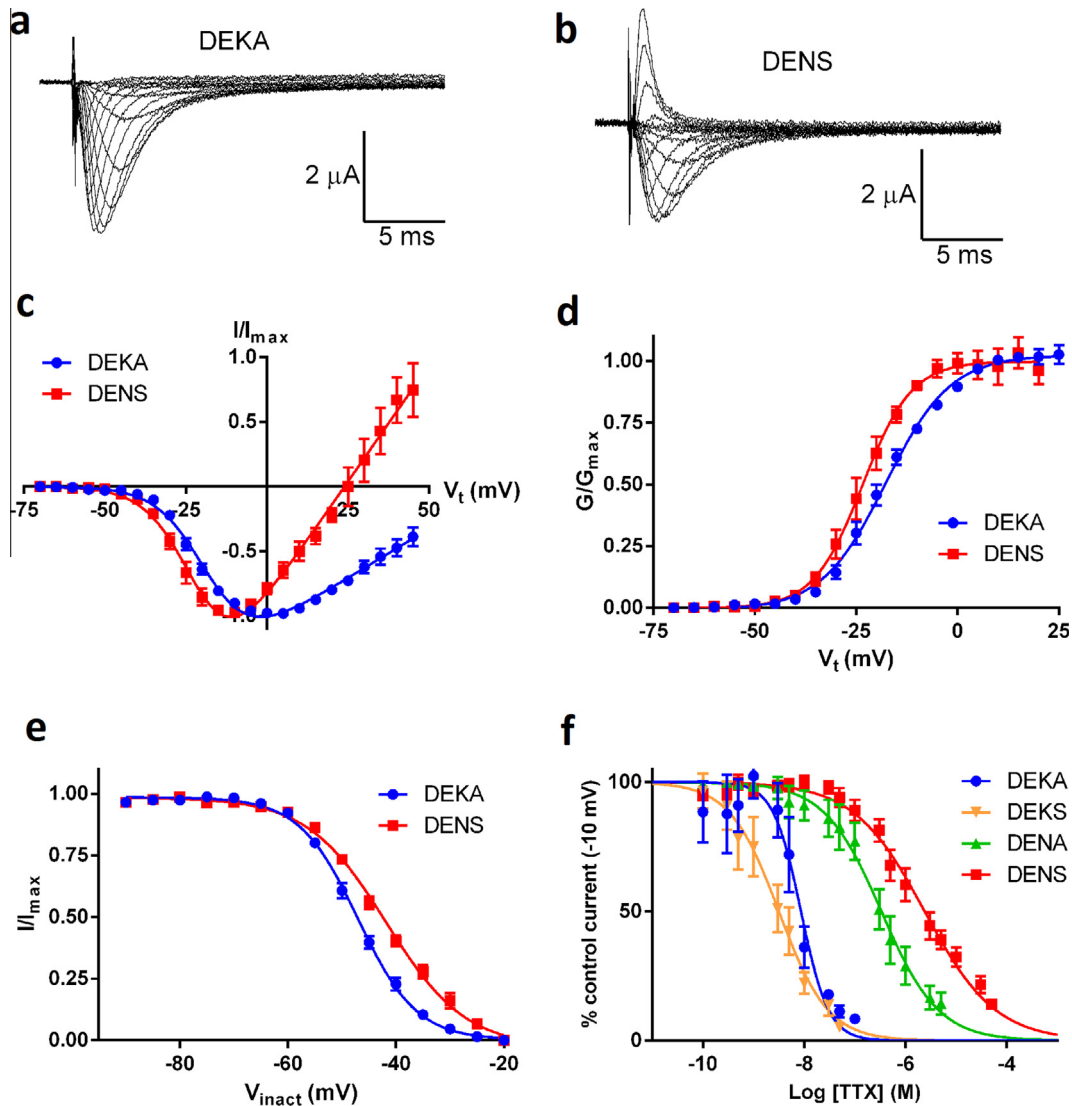 a
DEKA
2 μA
5 ms
b
DENS
2 μA
5 ms
c
DEKA
DENS
I/Imax
1.0
0.5
-75
-50
-25
25
50
Vt (mV)
-0.5
-1.0
d
G/Gmax
1.00
0.75
0.50
0.25
0.00
-75
-50
-25
0
25
Vt (mV)
DEKA
DENS
e
I/Imax
1.00
0.75
0.50
0.25
0.00
-80
-60
-40
-20
Vinact (mV)
DEKA
DENS
f
% control current (-10 mV)
100
50
0
-10
-8
-6
-4
Log [TTX] (M)
DEKA
DEKS
DENA
DENS